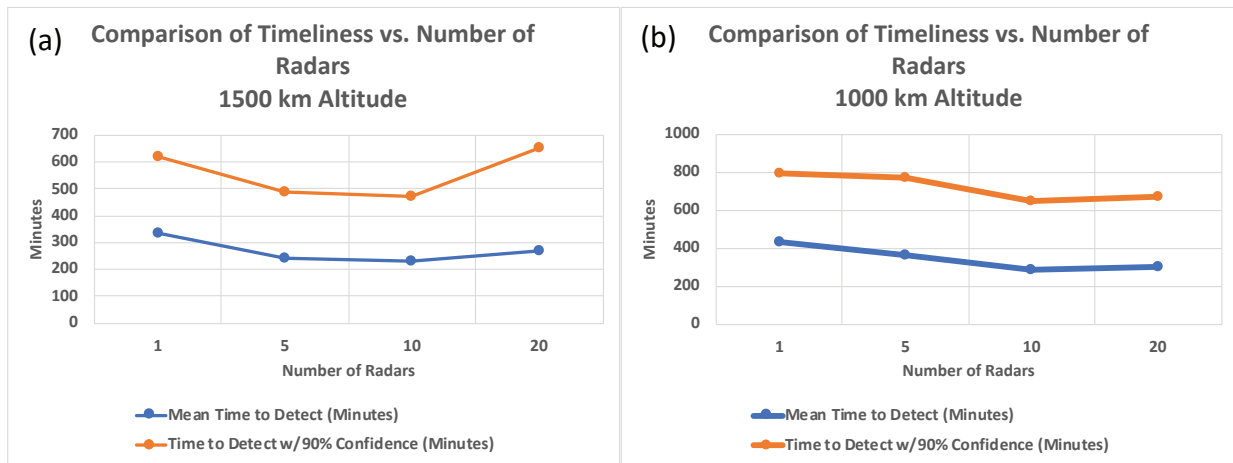 (a)
Comparison of Timeliness vs. Number of
Radars
1500 km Altitude
700
600
500
400
300
200
100
0
Minutes
1 5 10 20
Number of Radars
Mean Time to Detect (Minutes)
Time to Detect w/90% Confidence (Minutes)
(b)
Comparison of Timeliness vs. Number of
Radars
1000 km Altitude
1000
800
600
400
200
0
Minutes
1 5 10 20
Number of Radars
Mean Time to Detect (Minutes)
Time to Detect w/90% Confidence (Minutes)